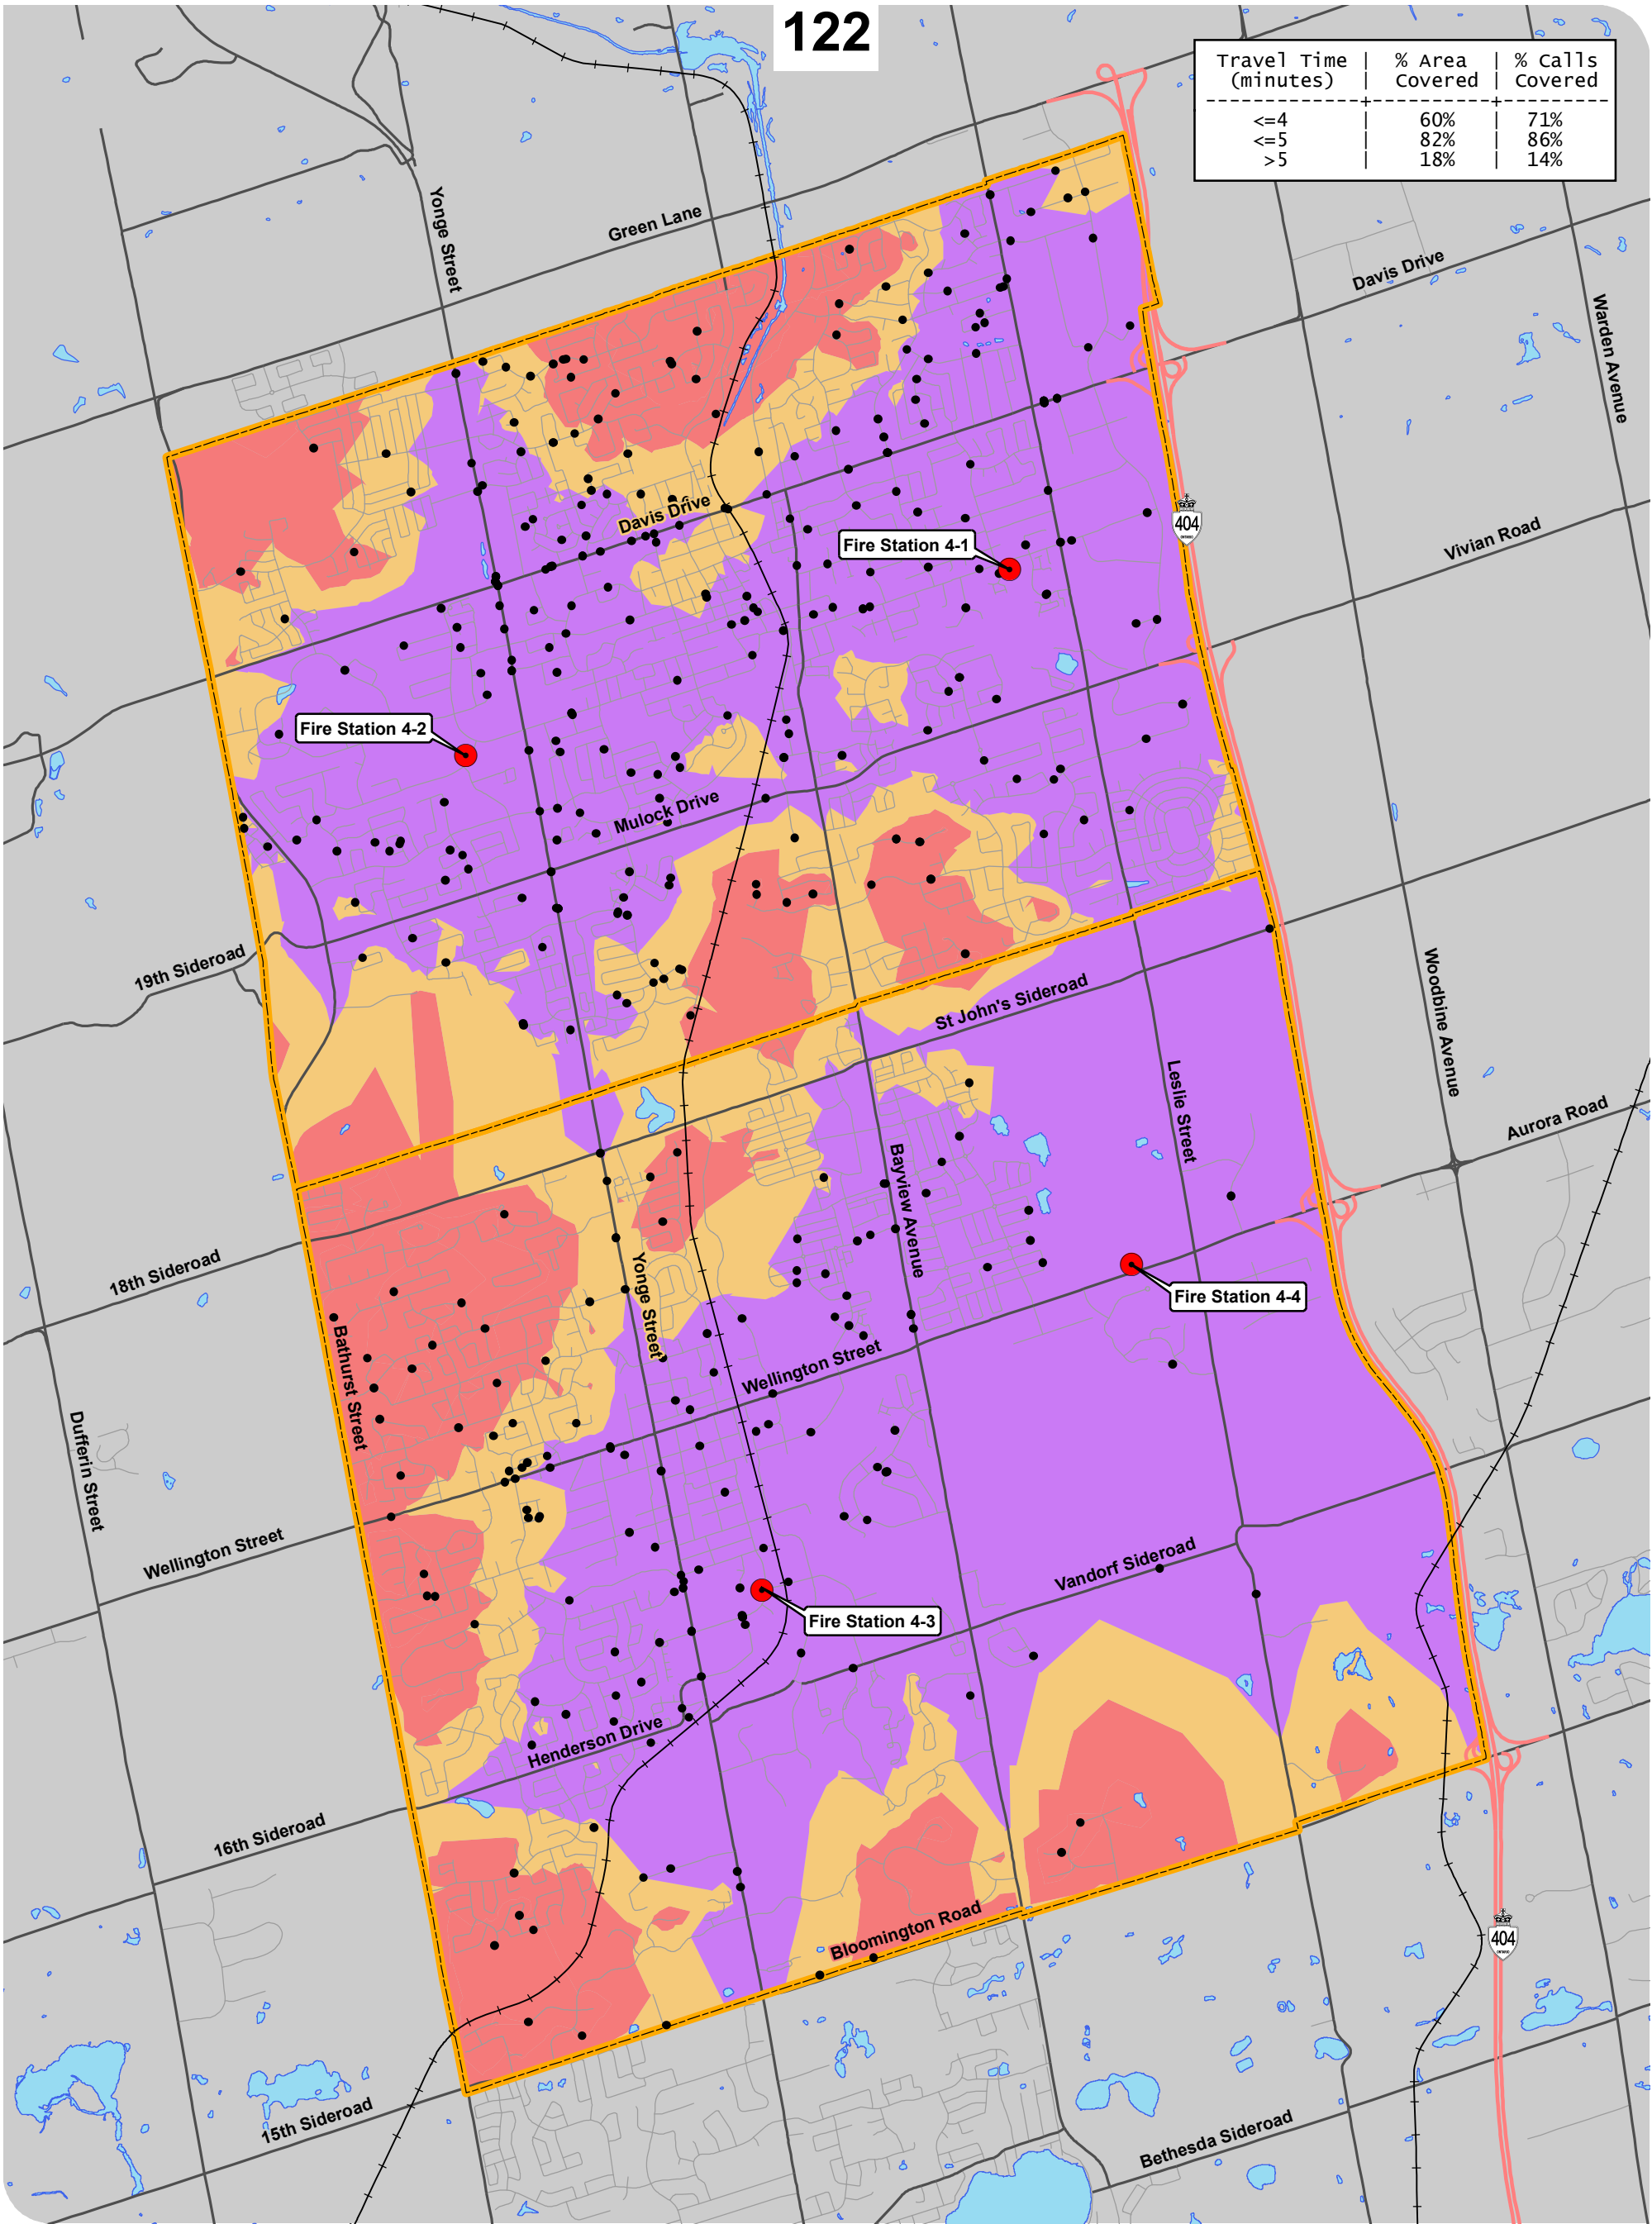 122
Travel Time | % Area | % Calls
(minutes) | Covered | Covered
------------+---------+---------
<=4 | 60% | 71%
<=5 | 82% | 86%
>5 | 18% | 14%
Yonge Street
Green Lane
Davis Drive
Warden Avenue
Davis Drive
404
ONTARIO
Vivian Road
Fire Station 4-1
Fire Station 4-2
Mulock Drive
19th Sideroad
St John's Sideroad
Woodbine Avenue
Leslie Street
Aurora Road
Bayview Avenue
18th Sideroad
Yonge Street
Fire Station 4-4
Bathurst Street
Wellington Street
Dufferin Street
Wellington Street
Vandorf Sideroad
Fire Station 4-3
Henderson Drive
16th Sideroad
Bloomington Road
404
ONTARIO
15th Sideroad
Bethesda Sideroad